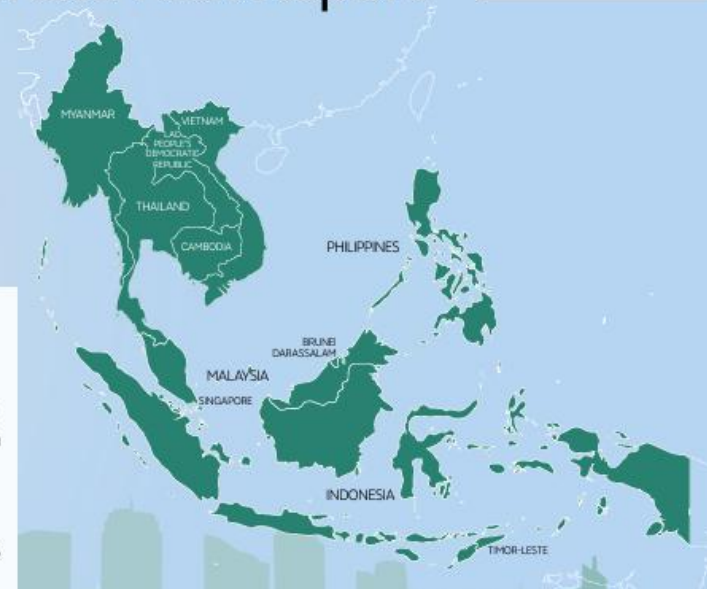 MYANMAR
VIETNAM
LAO
PEOPLE'S
DEMOCRATIC
REPUBLIC
THAILAND
CAMBODIA
PHILIPPINES
BRUNEI
DARASSALAM
MALAYSIA
SINGAPORE
INDONESIA
TIMOR-LESTE